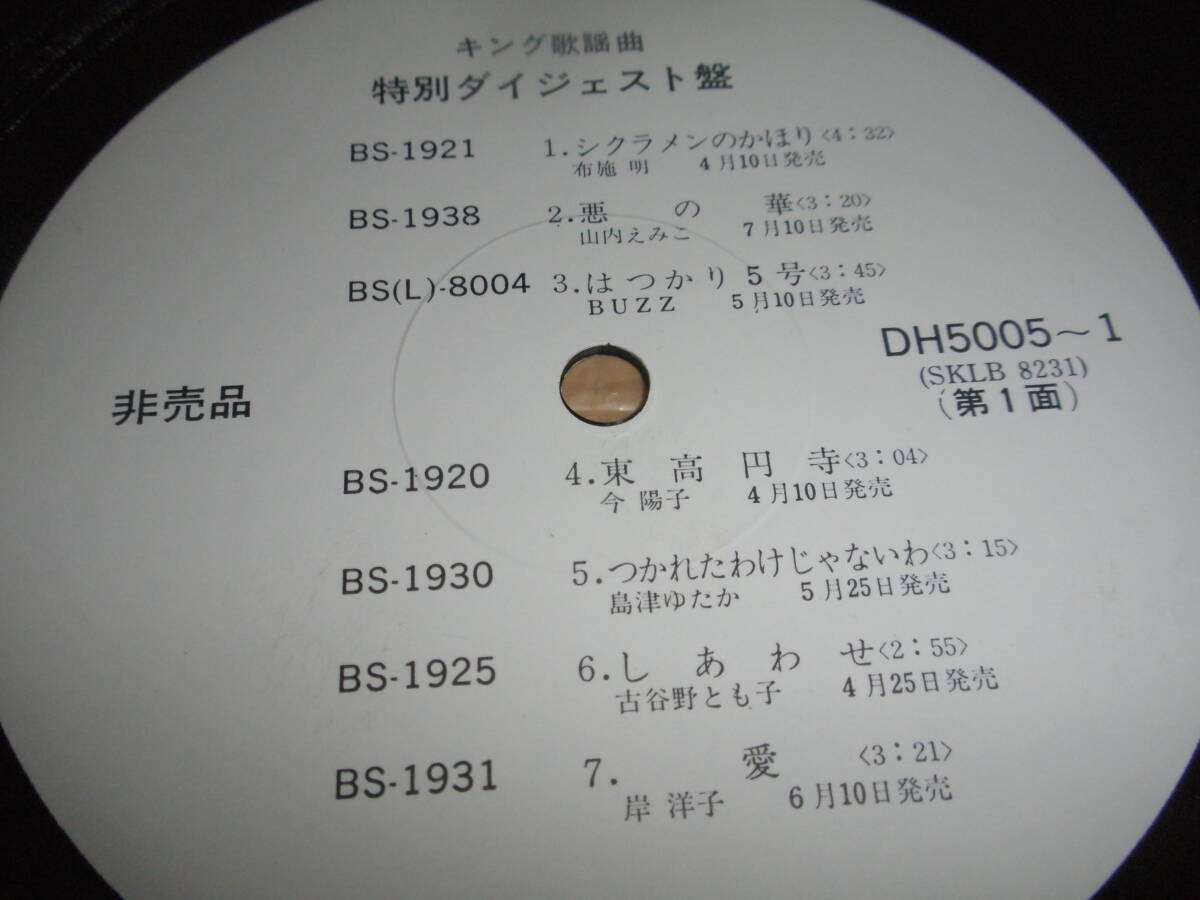 キング歌謡曲
特別ダイジェスト盤
BS-1921 1.シクラメンのかほり〈4：32〉
布施 明 4月10日発売
BS-1938 2.悪の華〈3：20〉
山内えみこ 7月10日発売
BS(L)-8004 3.はつかり5号〈3：45〉
BUZZ 5月10日発売
DH5005～1
(SKLB 8231)
(第1面)
非売品
BS-1920 4.東高円寺〈3：04〉
今 陽子 4月10日発売
BS-1930 5.つかれたわけじゃないわ〈3：15〉
島津ゆたか 5月25日発売
BS-1925 6.しあわせ〈2：55〉
古谷野とも子 4月25日発売
BS-1931 7.愛〈3：21〉
岸 洋子 6月10日発売